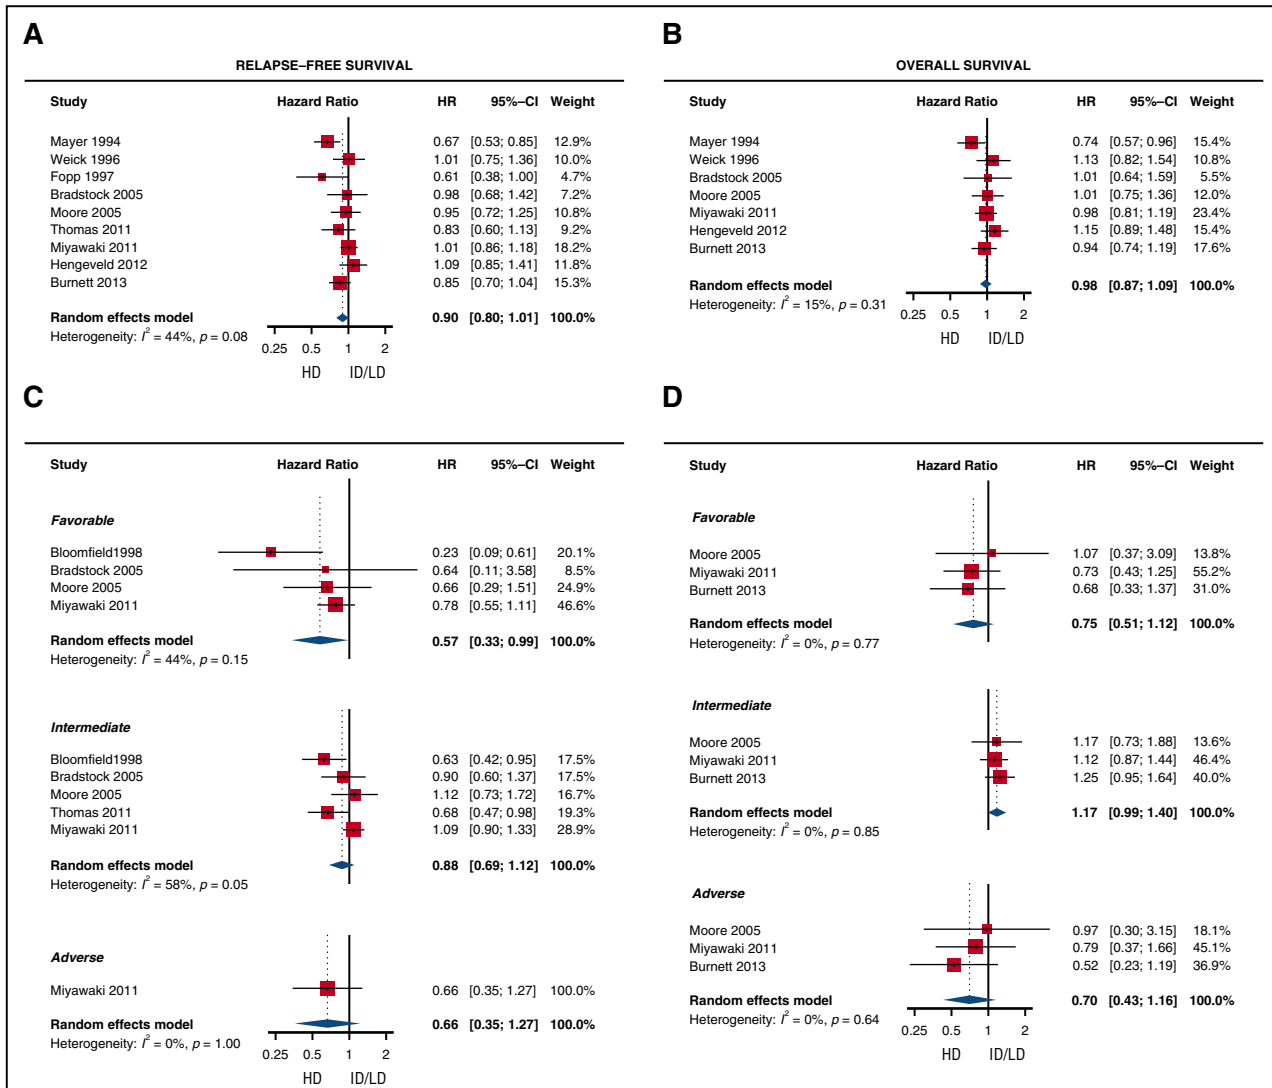 A
RELAPSE–FREE SURVIVAL
Study Hazard Ratio HR 95%–CI Weight
Mayer 1994 0.67 [0.53; 0.85] 12.9%
Weick 1996 1.01 [0.75; 1.36] 10.0%
Fopp 1997 0.61 [0.38; 1.00] 4.7%
Bradstock 2005 0.98 [0.68; 1.42] 7.2%
Moore 2005 0.95 [0.72; 1.25] 10.8%
Thomas 2011 0.83 [0.60; 1.13] 9.2%
Miyawaki 2011 1.01 [0.86; 1.18] 18.2%
Hengeveld 2012 1.09 [0.85; 1.41] 11.8%
Burnett 2013 0.85 [0.70; 1.04] 15.3%
Random effects model 0.90 [0.80; 1.01] 100.0%
Heterogeneity: I² = 44%, p = 0.08
0.25 0.5 1 2
HD ID/LD
B
OVERALL SURVIVAL
Study Hazard Ratio HR 95%–CI Weight
Mayer 1994 0.74 [0.57; 0.96] 15.4%
Weick 1996 1.13 [0.82; 1.54] 10.8%
Bradstock 2005 1.01 [0.64; 1.59] 5.5%
Moore 2005 1.01 [0.75; 1.36] 12.0%
Miyawaki 2011 0.98 [0.81; 1.19] 23.4%
Hengeveld 2012 1.15 [0.89; 1.48] 15.4%
Burnett 2013 0.94 [0.74; 1.19] 17.6%
Random effects model 0.98 [0.87; 1.09] 100.0%
Heterogeneity: I² = 15%, p = 0.31
0.25 0.5 1 2
HD ID/LD
C
Study Hazard Ratio HR 95%–CI Weight
Favorable
Bloomfield1998 0.23 [0.09; 0.61] 20.1%
Bradstock 2005 0.64 [0.11; 3.58] 8.5%
Moore 2005 0.66 [0.29; 1.51] 24.9%
Miyawaki 2011 0.78 [0.55; 1.11] 46.6%
Random effects model 0.57 [0.33; 0.99] 100.0%
Heterogeneity: I² = 44%, p = 0.15
Intermediate
Bloomfield1998 0.63 [0.42; 0.95] 17.5%
Bradstock 2005 0.90 [0.60; 1.37] 17.5%
Moore 2005 1.12 [0.73; 1.72] 16.7%
Thomas 2011 0.68 [0.47; 0.98] 19.3%
Miyawaki 2011 1.09 [0.90; 1.33] 28.9%
Random effects model 0.88 [0.69; 1.12] 100.0%
Heterogeneity: I² = 58%, p = 0.05
Adverse
Miyawaki 2011 0.66 [0.35; 1.27] 100.0%
Random effects model 0.66 [0.35; 1.27] 100.0%
Heterogeneity: I² = 0%, p = 1.00
0.25 0.5 1 2
HD ID/LD
D
Study Hazard Ratio HR 95%–CI Weight
Favorable
Moore 2005 1.07 [0.37; 3.09] 13.8%
Miyawaki 2011 0.73 [0.43; 1.25] 55.2%
Burnett 2013 0.68 [0.33; 1.37] 31.0%
Random effects model 0.75 [0.51; 1.12] 100.0%
Heterogeneity: I² = 0%, p = 0.77
Intermediate
Moore 2005 1.17 [0.73; 1.88] 13.6%
Miyawaki 2011 1.12 [0.87; 1.44] 46.4%
Burnett 2013 1.25 [0.95; 1.64] 40.0%
Random effects model 1.17 [0.99; 1.40] 100.0%
Heterogeneity: I² = 0%, p = 0.85
Adverse
Moore 2005 0.97 [0.30; 3.15] 18.1%
Miyawaki 2011 0.79 [0.37; 1.66] 45.1%
Burnett 2013 0.52 [0.23; 1.19] 36.9%
Random effects model 0.70 [0.43; 1.16] 100.0%
Heterogeneity: I² = 0%, p = 0.64
0.25 0.5 1 2
HD ID/LD